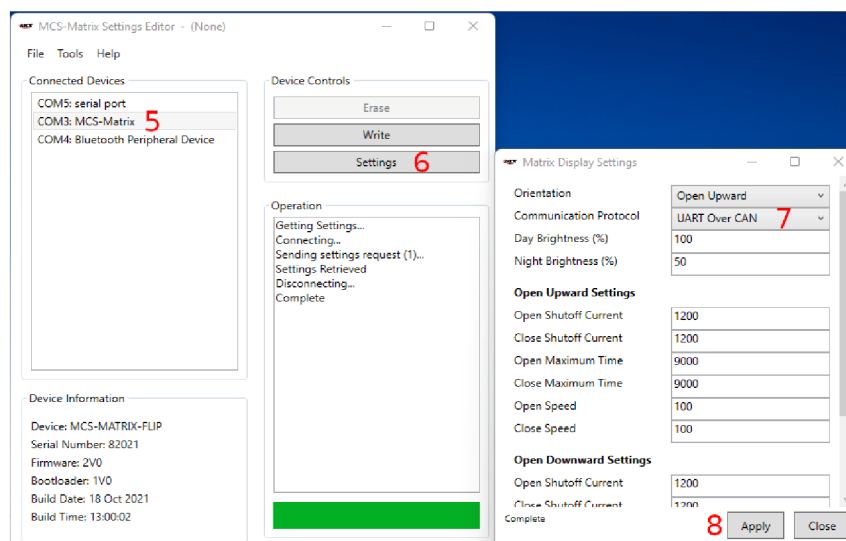 MCS-Matrix Settings Editor - (None)
File Tools Help
Connected Devices
COM5: serial port
COM3: MCS-Matrix 5
COM4: Bluetooth Peripheral Device
Device Controls
Erase
Write
Settings 6
Operation
Getting Settings...
Connecting...
Sending settings request (1)...
Settings Retrieved
Disconnecting...
Complete
Device Information
Device: MCS-MATRIX-FLIP
Serial Number: 82021
Firmware: 2V0
Bootloader: 1V0
Build Date: 18 Oct 2021
Build Time: 13:00:02
Matrix Display Settings
Orientation Open Upward
Communication Protocol UART Over CAN 7
Day Brightness (%) 100
Night Brightness (%) 50
Open Upward Settings
Open Shutoff Current 1200
Close Shutoff Current 1200
Open Maximum Time 9000
Close Maximum Time 9000
Open Speed 100
Close Speed 100
Open Downward Settings
Open Shutoff Current 1200
Close Shutoff Current 1200
Complete
8 Apply Close